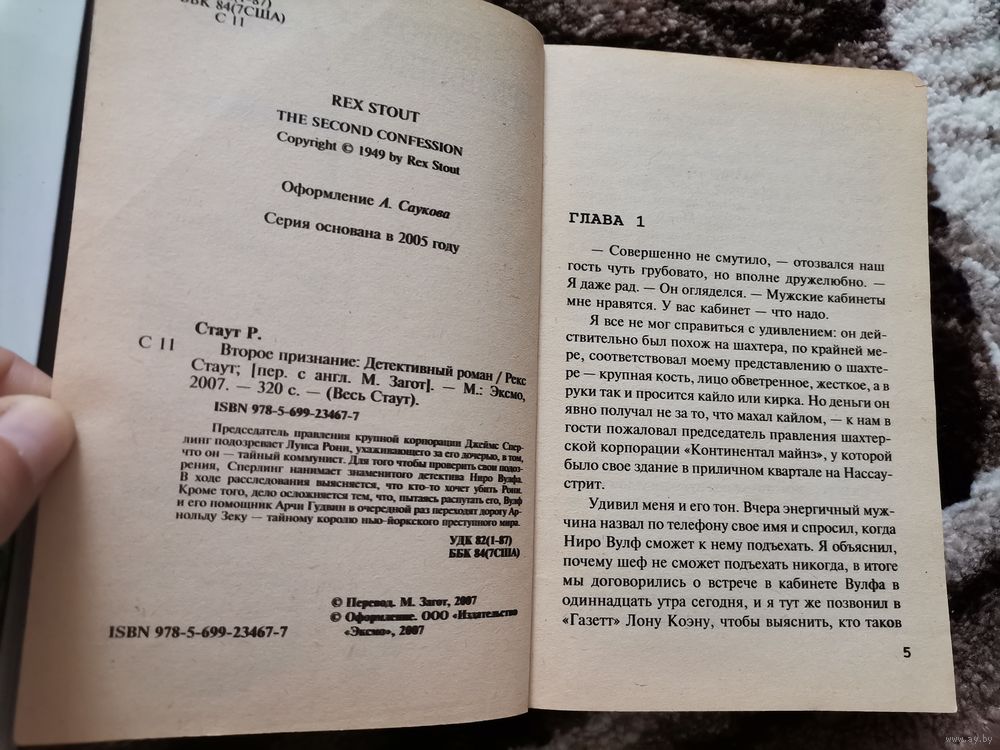 (1-87)
ББК 84(7США)
С 11
REX STOUT
THE SECOND CONFESSION
Copyright © 1949 by Rex Stout
Оформление А. Саукова
Серия основана в 2005 году
Стаут Р.
С 11
Второе признание: Детективный роман / Рекс
Стаут; [пер. с англ. М. Загот]. — М.: Эксмо,
2007. — 320 с. — (Весь Стаут).
ISBN 978-5-699-23467-7
Председатель правления крупной корпорации Джеймс Спер-
линг подозревает Луиса Рони, ухаживающего за его дочерью, в том,
что он — тайный коммунист. Для того чтобы проверить свои подоз-
рения, Сперлинг нанимает знаменитого детектива Ниро Вулфа.
В ходе расследования выясняется, что кто-то хочет убить Рони.
Кроме того, дело осложняется тем, что, пытаясь распутать его, Вулф
и его помощник Арчи Гудвин в очередной раз переходят дорогу Ар-
нольду Зеку — тайному королю нью-йоркского преступного мира.
УДК 82(1-87)
ББК 84(7США)
© Перевод. М. Загот, 2007
© Оформление. ООО «Издательство
«Эксмо», 2007
ISBN 978-5-699-23467-7
ГЛАВА 1
— Совершенно не смутило, — отозвался наш
гость чуть грубовато, но вполне дружелюбно. —
Я даже рад. — Он огляделся. — Мужские кабинеты
мне нравятся. У вас кабинет — что надо.
Я все не мог справиться с удивлением: он дей-
ствительно был похож на шахтера, по крайней ме-
ре, соответствовал моему представлению о шахте-
ре — крупная кость, лицо обветренное, жесткое, а в
руки так и просится кайло или кирка. Но деньги он
явно получал не за то, что махал кайлом, — к нам в
гости пожаловал председатель правления шахтер-
ской корпорации «Континентал майнз», у которой
было свое здание в приличном квартале на Нассау-
стрит.
Удивил меня и его тон. Вчера энергичный муж-
чина назвал по телефону свое имя и спросил, когда
Ниро Вулф сможет к нему подъехать. Я объяснил,
почему шеф не сможет подъехать никогда, в итоге
мы договорились о встрече в кабинете Вулфа в
одиннадцать утра сегодня, и я тут же позвонил в
«Газетт» Лону Коэну, чтобы выяснить, кто таков
5
www.ay.by